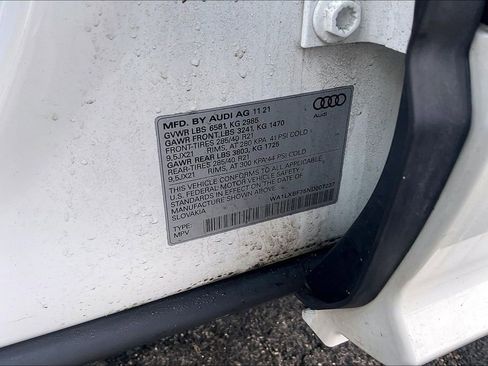 MFD. BY AUDI AG 11 21
GVWR LBS 6581, KG 2985
GAWR FRONT, LBS 3241, KG 1470
FRONT-TIRES 285/40 R21
9,5JX21 RIMS, AT 280 KPA/41 PSI COLD
GAWR REAR LBS 3803, KG 1725
REAR-TIRES 285/40 R21
9,5JX21 RIMS, AT 300 KPA/44 PSI COLD
THIS VEHICLE CONFORMS TO ALL APPLICABLE
U.S. FEDERAL MOTOR VEHICLE SAFETY
STANDARDS IN EFFECT ON THE DATE OF
MANUFACTURE SHOWN ABOVE.
SLOVAKIA
WA1LXBF75ND007237
TYPE:
MPV
Audi